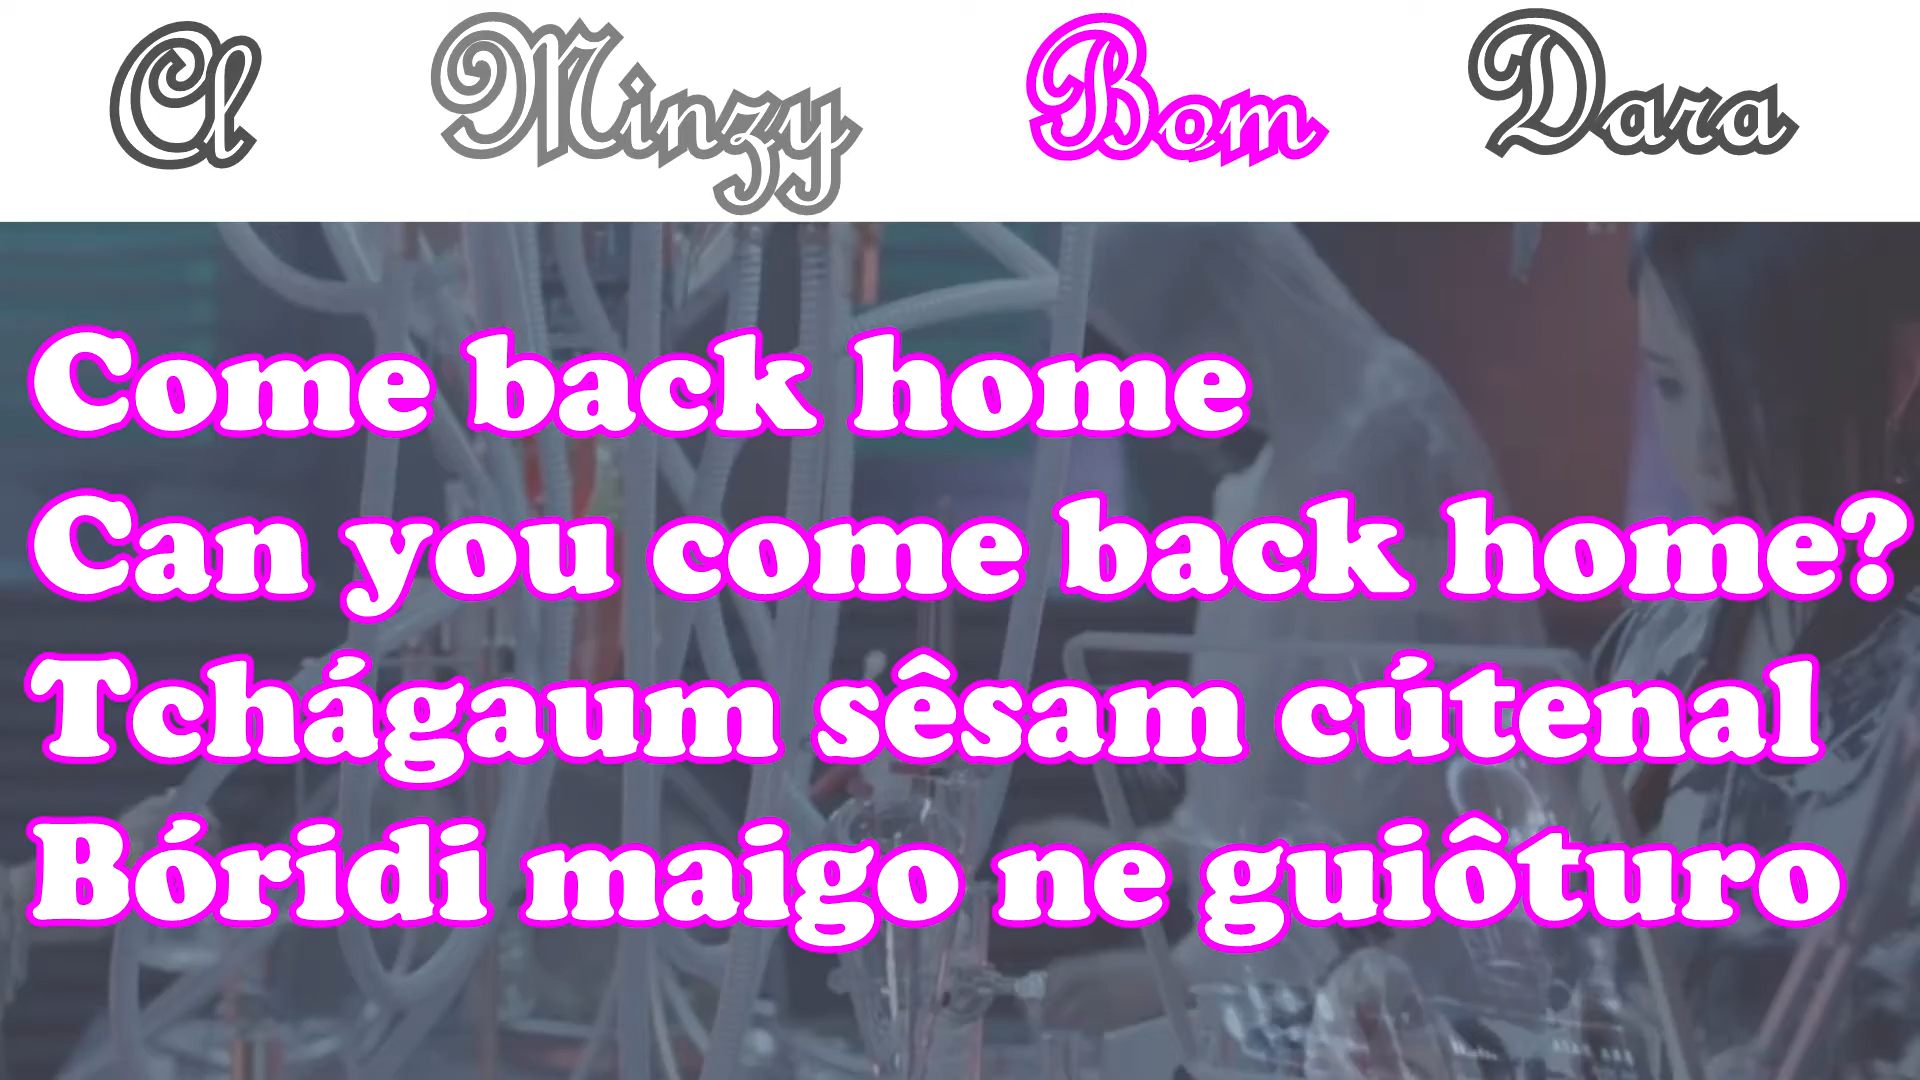 Cl Minzy Bom Dara
Come back home
Can you come back home?
Tchágaum sêsam cútenal
Bóridi maigo ne guiôturo